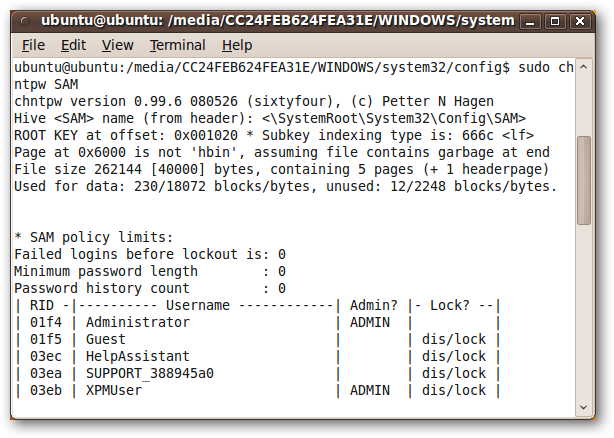 ubuntu@ubuntu: /media/CC24FEB624FEA31E/WINDOWS/system
File Edit View Terminal Help
ubuntu@ubuntu:/media/CC24FEB624FEA31E/WINDOWS/system32/config$ sudo ch
ntpw SAM
chntpw version 0.99.6 080526 (sixtyfour), (c) Petter N Hagen
Hive <SAM> name (from header): <\SystemRoot\System32\Config\SAM>
ROOT KEY at offset: 0x001020 * Subkey indexing type is: 666c <lf>
Page at 0x6000 is not 'hbin', assuming file contains garbage at end
File size 262144 [40000] bytes, containing 5 pages (+ 1 headerpage)
Used for data: 230/18072 blocks/bytes, unused: 12/2248 blocks/bytes.
* SAM policy limits:
Failed logins before lockout is: 0
Minimum password length        : 0
Password history count         : 0
| RID -|---------- Username ------------| Admin? |- Lock? --|
| 01f4 | Administrator                  | ADMIN  |          |
| 01f5 | Guest                          |        | dis/lock |
| 03ec | HelpAssistant                  |        | dis/lock |
| 03ea | SUPPORT_388945a0               |        | dis/lock |
| 03eb | XPMUser                        | ADMIN  | dis/lock |